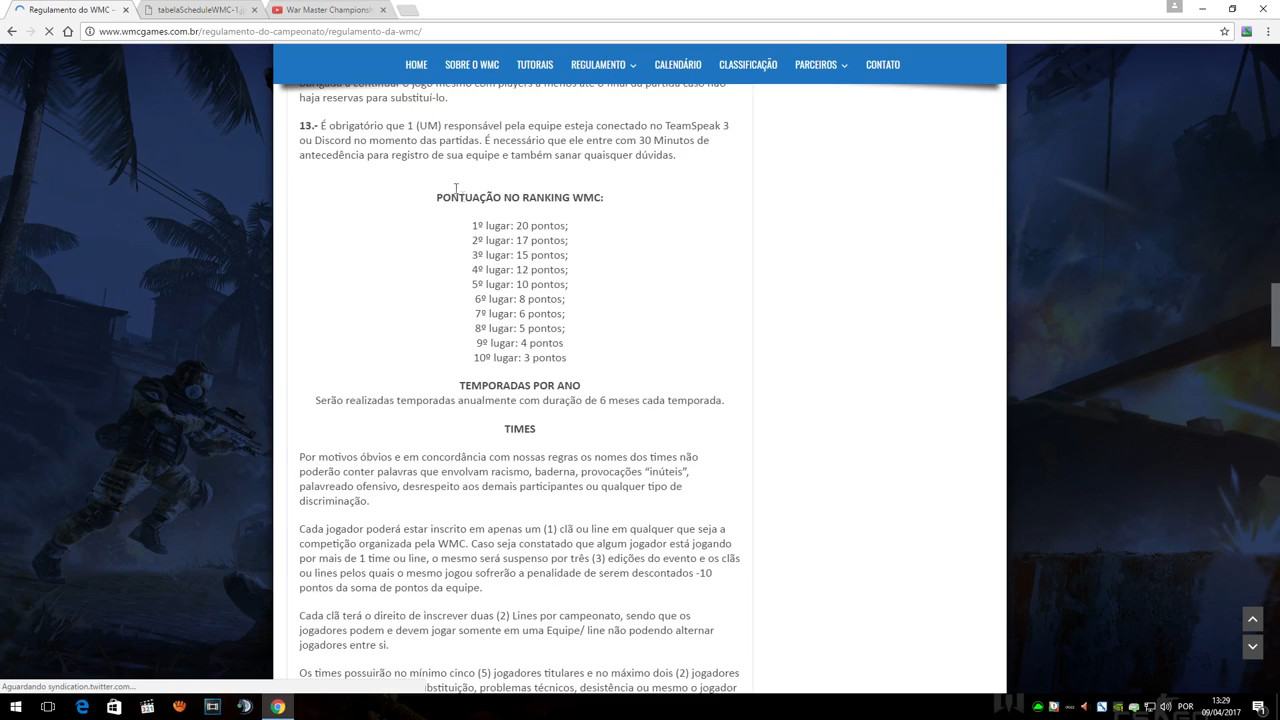 Regulamento do WMC -
tabelaScheduleWMC-1.jp
War Master Championsh
www.wmcgames.com.br/regulamento-do-campeonato/regulamento-da-wmc/
HOME SOBRE O WMC TUTORAIS REGULAMENTO CALENDÁRIO CLASSIFICAÇÃO PARCEIROS CONTATO
obrigada a continuar o jogo mesmo com players a menos até o final da partida caso não
haja reservas para substituí-lo.
13.- É obrigatório que 1 (UM) responsável pela equipe esteja conectado no TeamSpeak 3
ou Discord no momento das partidas. É necessário que ele entre com 30 Minutos de
antecedência para registro de sua equipe e também sanar quaisquer dúvidas.
PONTUAÇÃO NO RANKING WMC:
1º lugar: 20 pontos;
2º lugar: 17 pontos;
3º lugar: 15 pontos;
4º lugar: 12 pontos;
5º lugar: 10 pontos;
6º lugar: 8 pontos;
7º lugar: 6 pontos;
8º lugar: 5 pontos;
9º lugar: 4 pontos
10º lugar: 3 pontos
TEMPORADAS POR ANO
Serão realizadas temporadas anualmente com duração de 6 meses cada temporada.
TIMES
Por motivos óbvios e em concordância com nossas regras os nomes dos times não
poderão conter palavras que envolvam racismo, baderna, provocações “inúteis”,
palavreado ofensivo, desrespeito aos demais participantes ou qualquer tipo de
discriminação.
Cada jogador poderá estar inscrito em apenas um (1) clã ou line em qualquer que seja a
competição organizada pela WMC. Caso seja constatado que algum jogador está jogando
por mais de 1 time ou line, o mesmo será suspenso por três (3) edições do evento e os clãs
ou lines pelos quais o mesmo jogou sofrerão a penalidade de serem descontados -10
pontos da soma de pontos da equipe.
Cada clã terá o direito de inscrever duas (2) Lines por campeonato, sendo que os
jogadores podem e devem jogar somente em uma Equipe/ line não podendo alternar
jogadores entre si.
Os times possuirão no mínimo cinco (5) jogadores titulares e no máximo dois (2) jogadores
bstituição, problemas técnicos, desistência ou mesmo o jogador
Aguardando syndication.twitter.com...
POR
13:29
09/04/2017